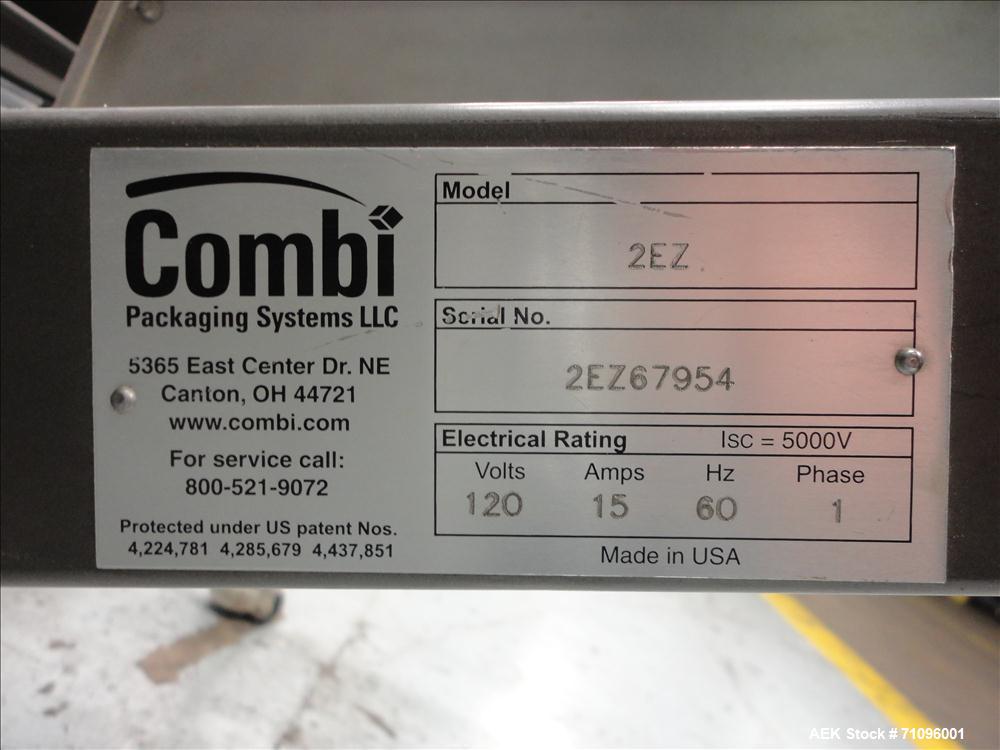 Combi
Packaging Systems LLC
5365 East Center Dr. NE
Canton, OH 44721
www.combi.com
For service call:
800-521-9072
Protected under US patent Nos.
4,224,781 4,285,679 4,437,851
Model
2EZ
Serial No.
2EZ67954
Electrical Rating ISC = 5000V
Volts Amps Hz Phase
120 15 60 1
Made in USA
AEK Stock # 71096001